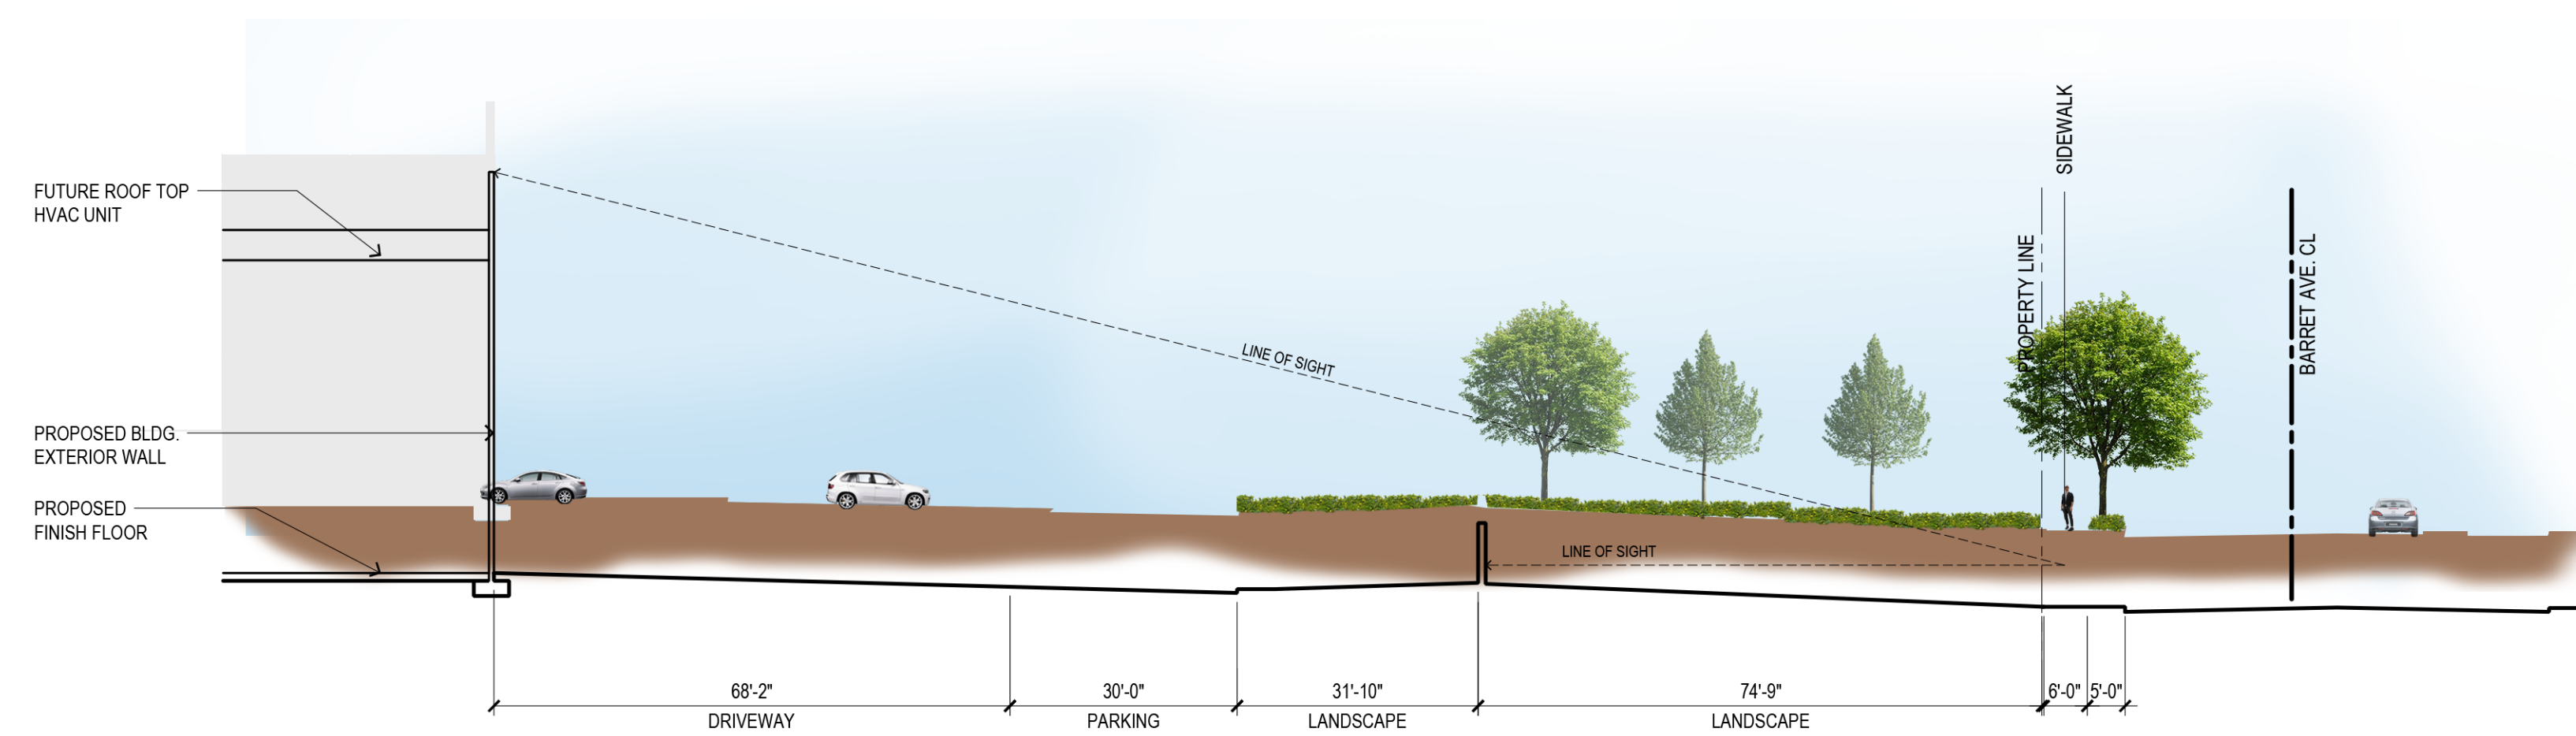 SIDEWALK
FUTURE ROOF TOP
HVAC UNIT
PROPERTY LINE
BARRET AVE. CL
LINE OF SIGHT
PROPOSED BLDG.
EXTERIOR WALL
PROPOSED
FINISH FLOOR
LINE OF SIGHT
68'-2"
30'-0"
31'-10"
74'-9"
6'-0"
5'-0"
DRIVEWAY
PARKING
LANDSCAPE
LANDSCAPE